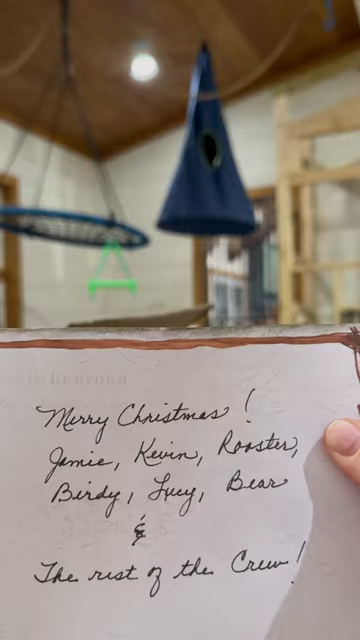 Merry Christmas!
Jamie, Kevin, Rooster,
Birdy, Lucy, Bear
&
The rest of the Crew!